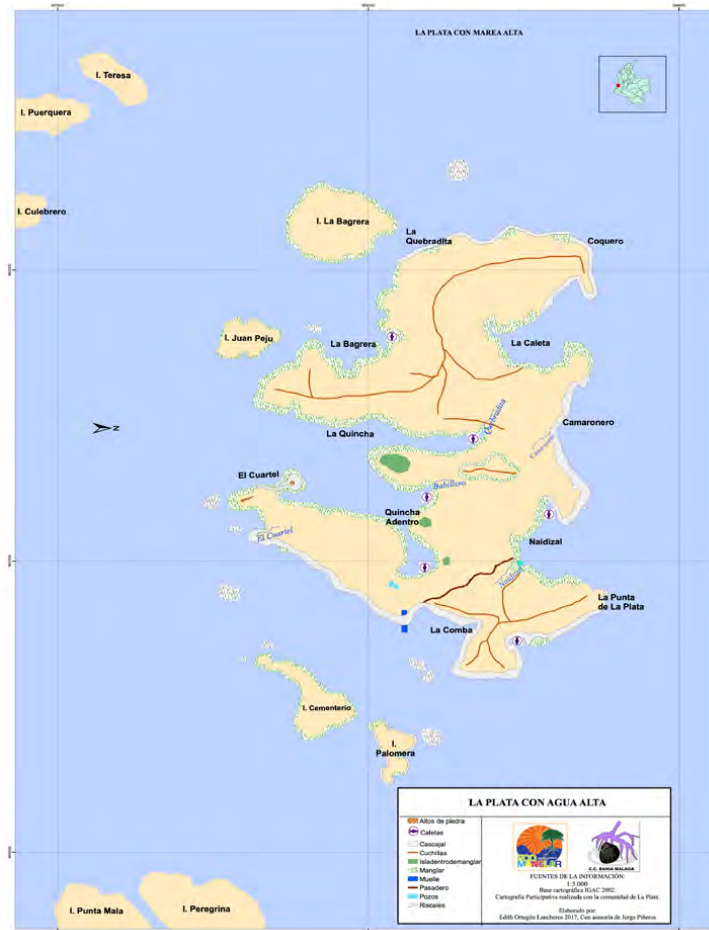 LA PLATA CON MAREA ALTA
I. Teresa
I. Puerquera
I. Culebrero
I. La Bagrera
La
Quebradita
Coquero
I. Juan Peju
La Bagrera
La Caleta
Quebradita
Camaronero
La Quincha
N
El Cuartel
Quincha
Adentro
El Cuartel
Naidizal
La Punta
de La Plata
La Comba
I. Cementerio
I.
Palomera
I. Punta Mala
I. Peregrina
LA PLATA CON AGUA ALTA
Altos de piedra
Caletas
Cascajal
Cuchillas
Isladentrodemanglar
Manglar
Muelle
Pasadero
Pozos
Riscales
ECO
MANGLAR
C.C. BAHIA MALAGA
FUENTES DE LA INFORMACIÓN:
1:5.000
Base cartográfica IGAC 2002.
Cartografía Participativa realizada con la comunidad de La Plata.
Elaborado por:
Edith Ortegón Lancheros 2017, Con asesoría de Jorge Piñeros